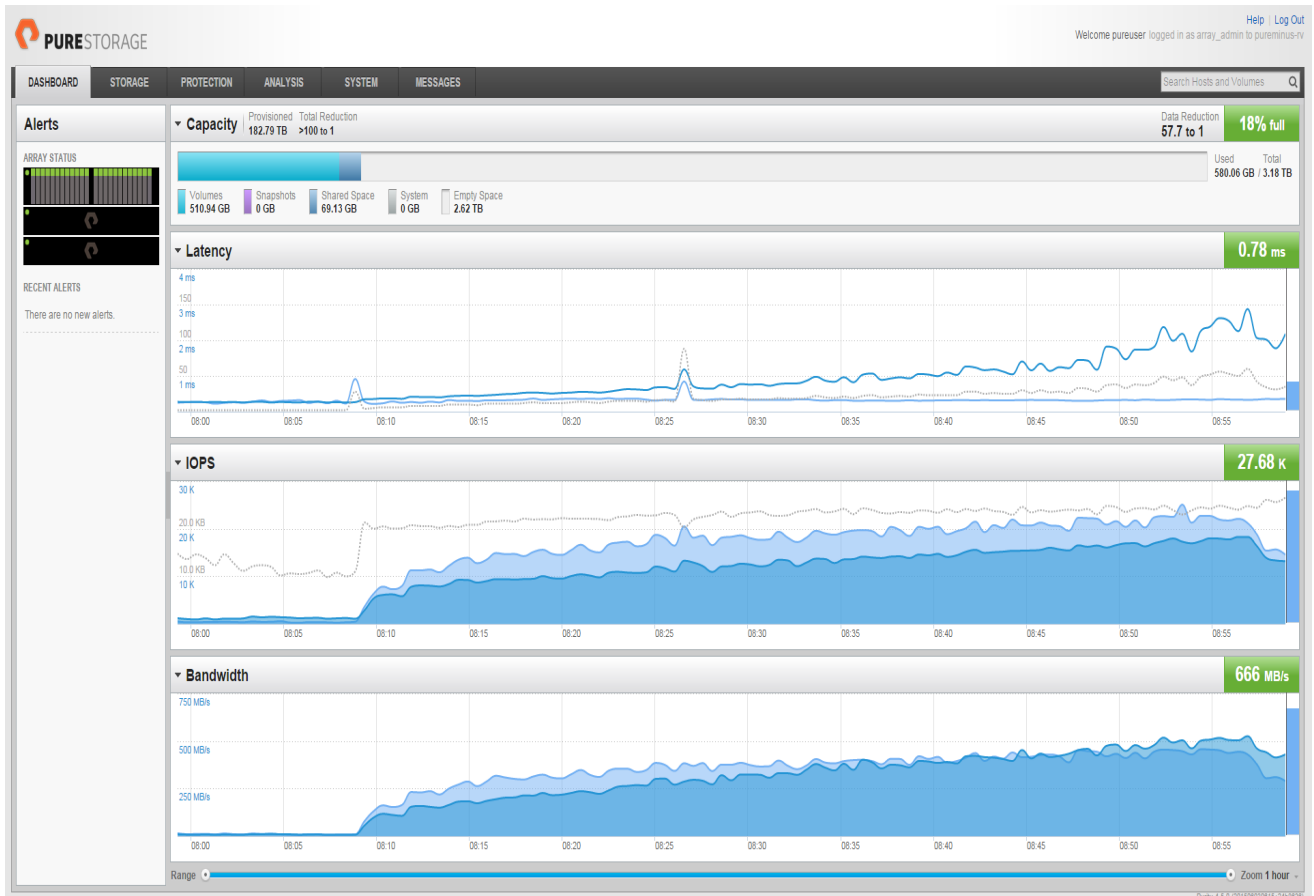 Help | Log Out
PURESTORAGE
Welcome pureuser logged in as array_admin to pureminus-rv
DASHBOARD STORAGE PROTECTION ANALYSIS SYSTEM MESSAGES
Search Hosts and Volumes
Alerts
ARRAY STATUS
RECENT ALERTS
There are no new alerts.
Capacity
Provisioned Total Reduction
182.79 TB >100 to 1
Data Reduction
57.7 to 1
18% full
Used Total
580.06 GB / 3.18 TB
Volumes Snapshots Shared Space System Empty Space
510.94 GB 0 GB 69.13 GB 0 GB 2.62 TB
Latency
0.78 ms
4 ms
150
3 ms
100
2 ms
50
1 ms
08:00 08:05 08:10 08:15 08:20 08:25 08:30 08:35 08:40 08:45 08:50 08:55
IOPS
27.68 K
30 K
20.0 KB
20 K
10.0 KB
10 K
08:00 08:05 08:10 08:15 08:20 08:25 08:30 08:35 08:40 08:45 08:50 08:55
Bandwidth
666 MB/s
750 MB/s
500 MB/s
250 MB/s
08:00 08:05 08:10 08:15 08:20 08:25 08:30 08:35 08:40 08:45 08:50 08:55
Range
Zoom 1 hour